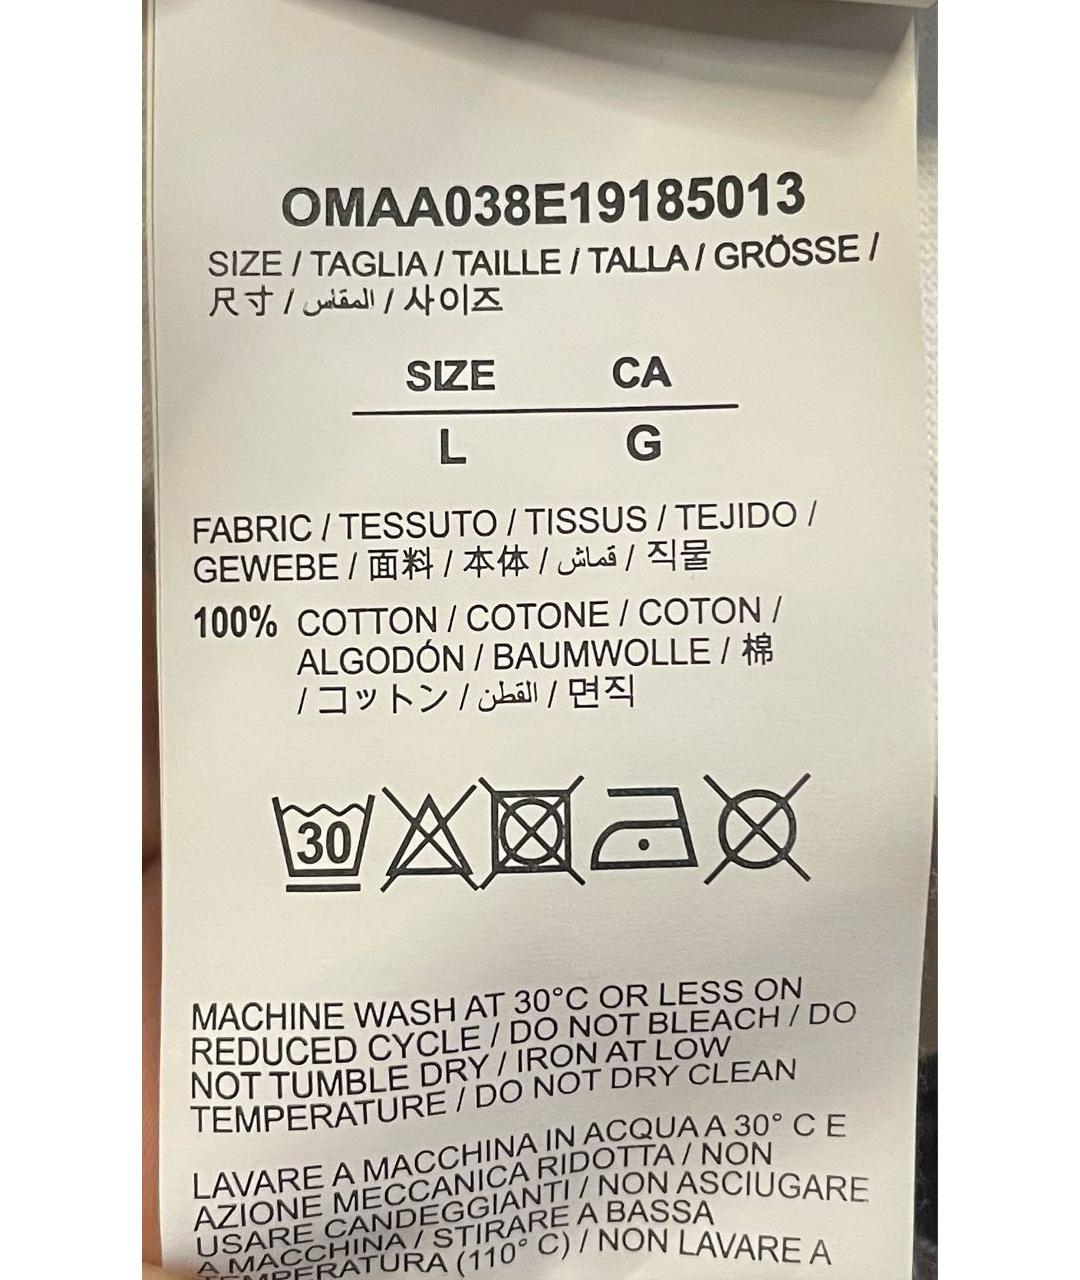 OMAA038E19185013
SIZE / TAGLIA / TAILLE / TALLA / GRÖSSE /
尺寸 / المقاس / 사이즈
SIZE CA
L G
FABRIC / TESSUTO / TISSUS / TEJIDO /
GEWEBE / 面料 / 本体 / قماش / 직물
100% COTTON / COTONE / COTON /
ALGODÓN / BAUMWOLLE / 棉
/ コットン / القطن / 면직
30
MACHINE WASH AT 30°C OR LESS ON
REDUCED CYCLE / DO NOT BLEACH / DO
NOT TUMBLE DRY / IRON AT LOW
TEMPERATURE / DO NOT DRY CLEAN
LAVARE A MACCHINA IN ACQUA A 30° C E
AZIONE MECCANICA RIDOTTA / NON
USARE CANDEGGIANTI / NON ASCIUGARE
A MACCHINA / STIRARE A BASSA
TEMPERATURA (110° C) / NON LAVARE A